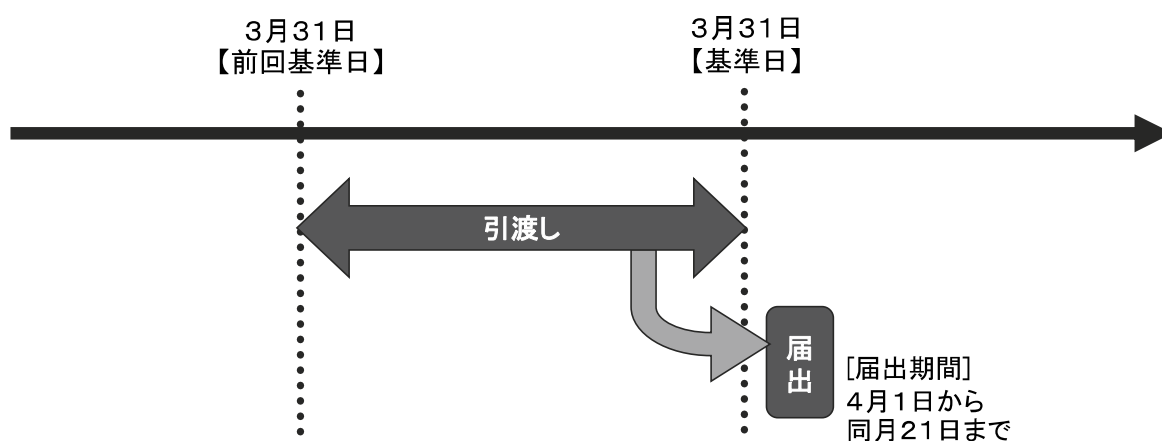 3月31日
【前回基準日】
3月31日
【基準日】
引渡し
届出
[届出期間]
4月1日から
同月21日まで